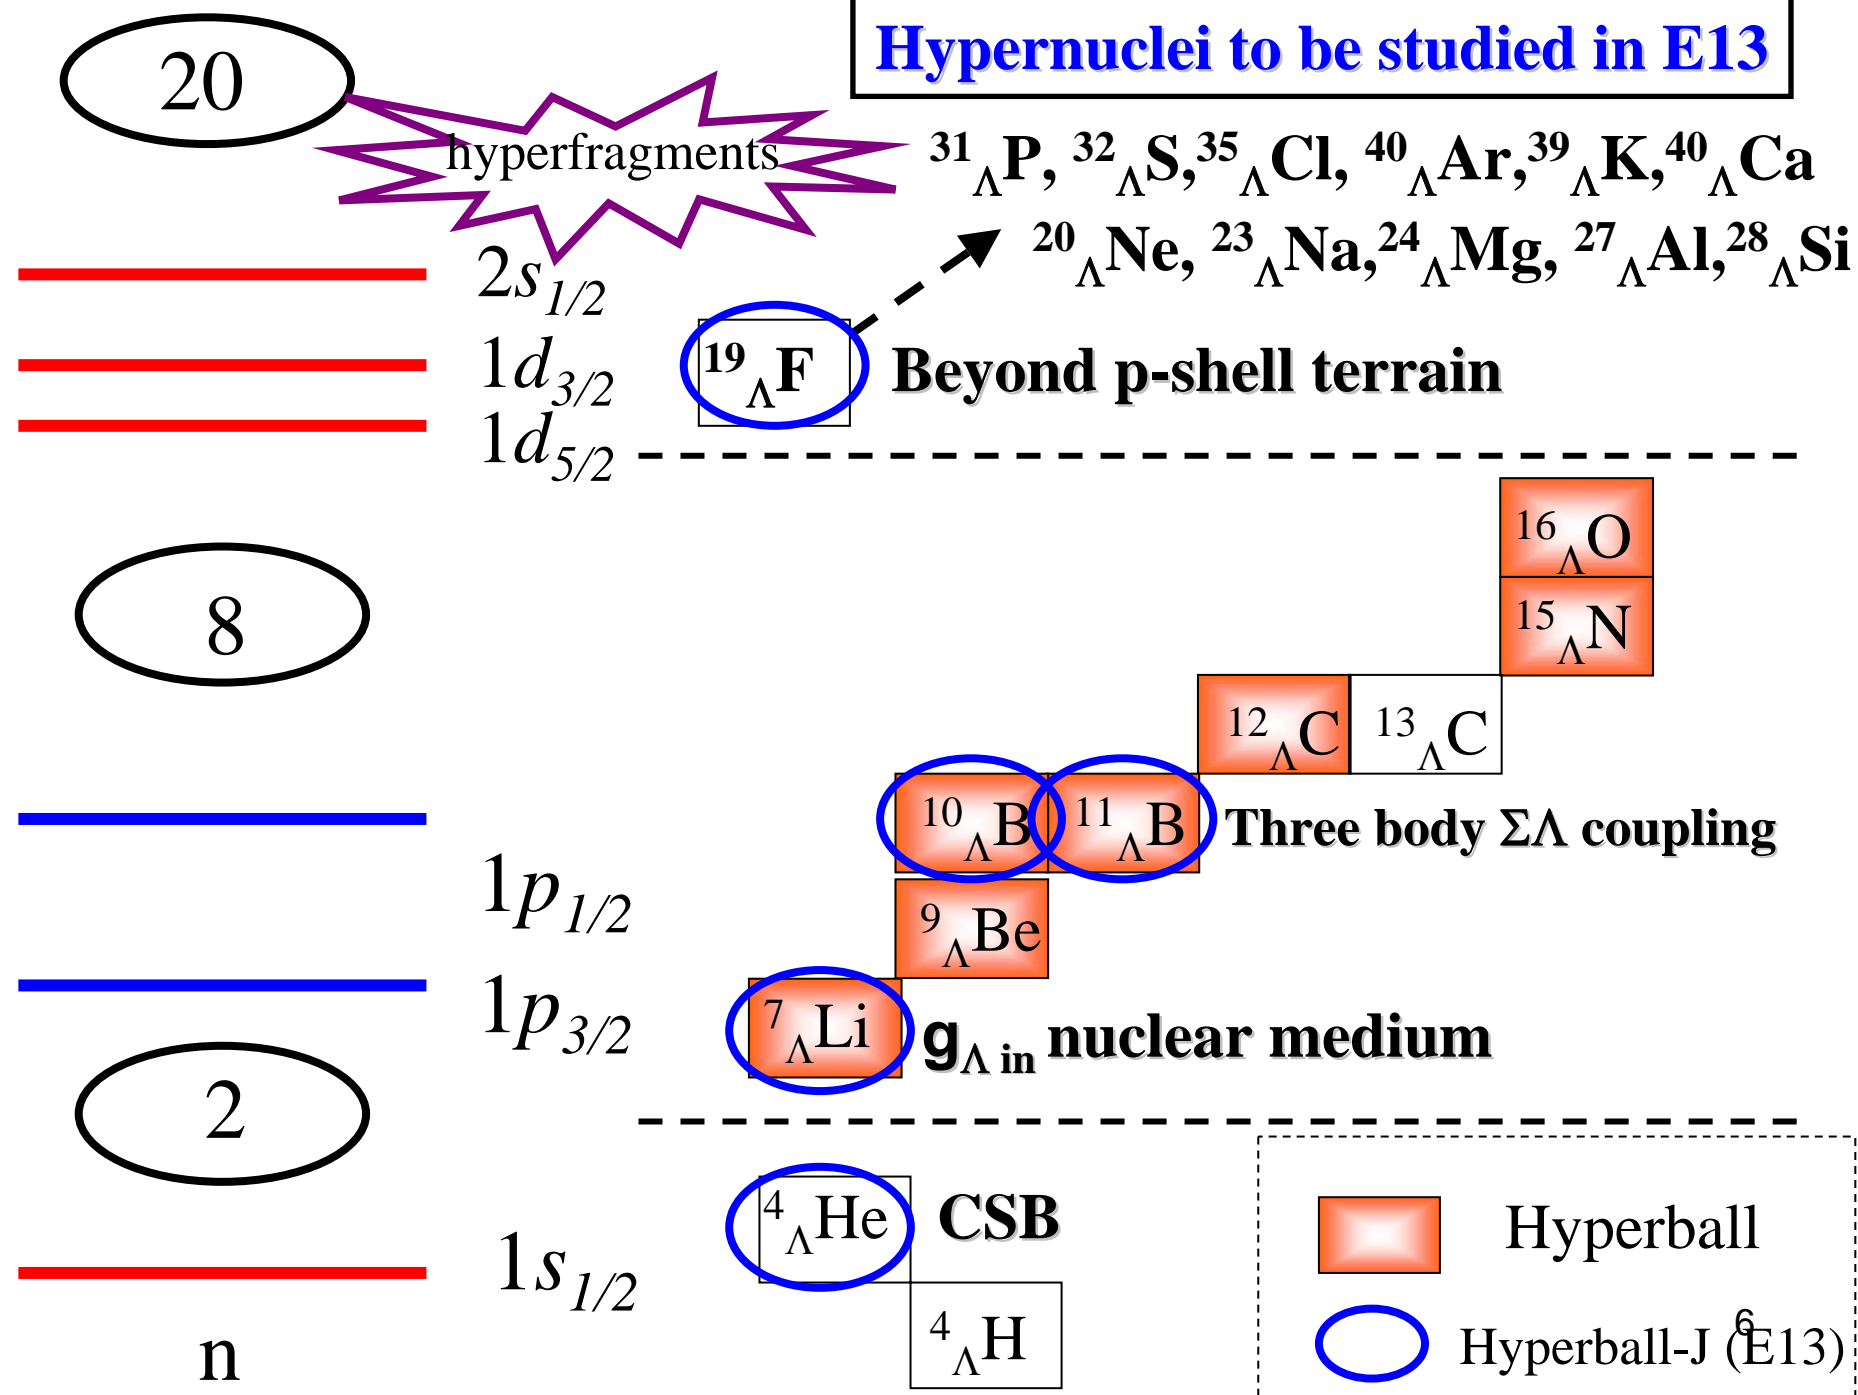 Hypernuclei to be studied in E13
20
hyperfragments
³¹ΛP, ³²ΛS,³⁵ΛCl, ⁴⁰ΛAr,³⁹ΛK,⁴⁰ΛCa
²⁰ΛNe, ²³ΛNa,²⁴ΛMg, ²⁷ΛAl,²⁸ΛSi
2s1/2
1d3/2
¹⁹ΛF
Beyond p-shell terrain
1d5/2
¹⁶ΛO
8
¹⁵ΛN
¹²ΛC
¹³ΛC
¹⁰ΛB
¹¹ΛB
Three body ΣΛ coupling
1p1/2
⁹ΛBe
1p3/2
⁷ΛLi
gΛ in nuclear medium
2
⁴ΛHe
CSB
Hyperball
1s1/2
⁴ΛH
Hyperball-J (E13)
6
n